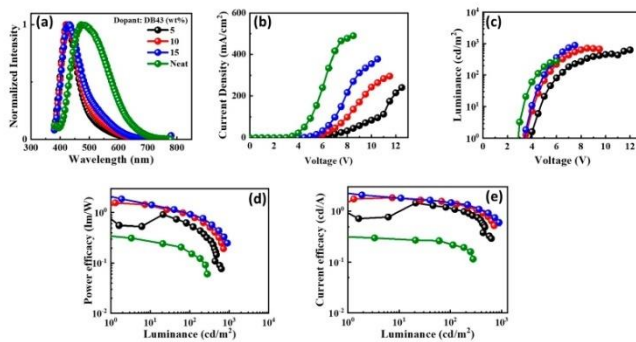 (a)
Dopant: DB43 (wt%)
5
10
15
Neat
Normalized Intensity
1
0
300 400 500 600 700 800
Wavelength (nm)
(b)
Current Density (mA/cm²)
600
400
200
0
0 2 4 6 8 10 12
Voltage (V)
(c)
Luminance (cd/m²)
10⁴
10³
10²
10¹
10⁰
0 2 4 6 8 10 12
Voltage (V)
(d)
Power efficacy (lm/W)
10⁰
10⁻¹
10⁰ 10¹ 10² 10³ 10⁴
Luminance (cd/m²)
(e)
Current efficacy (cd/A)
10⁰
10⁻¹
10⁰ 10¹ 10² 10³
Luminance (cd/m²)